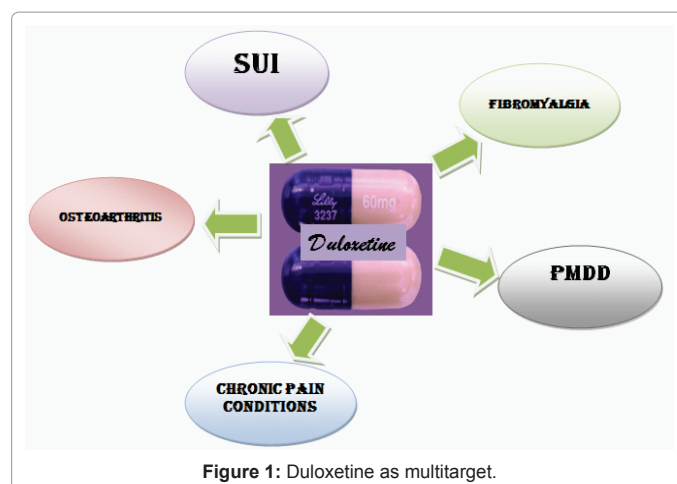 SUI
FIBROMYALGIA
OSTEOARTHRITIS
Lilly
3237
60mg
Duloxetine
PMDD
CHRONIC PAIN
CONDITIONS
Figure 1: Duloxetine as multitarget.